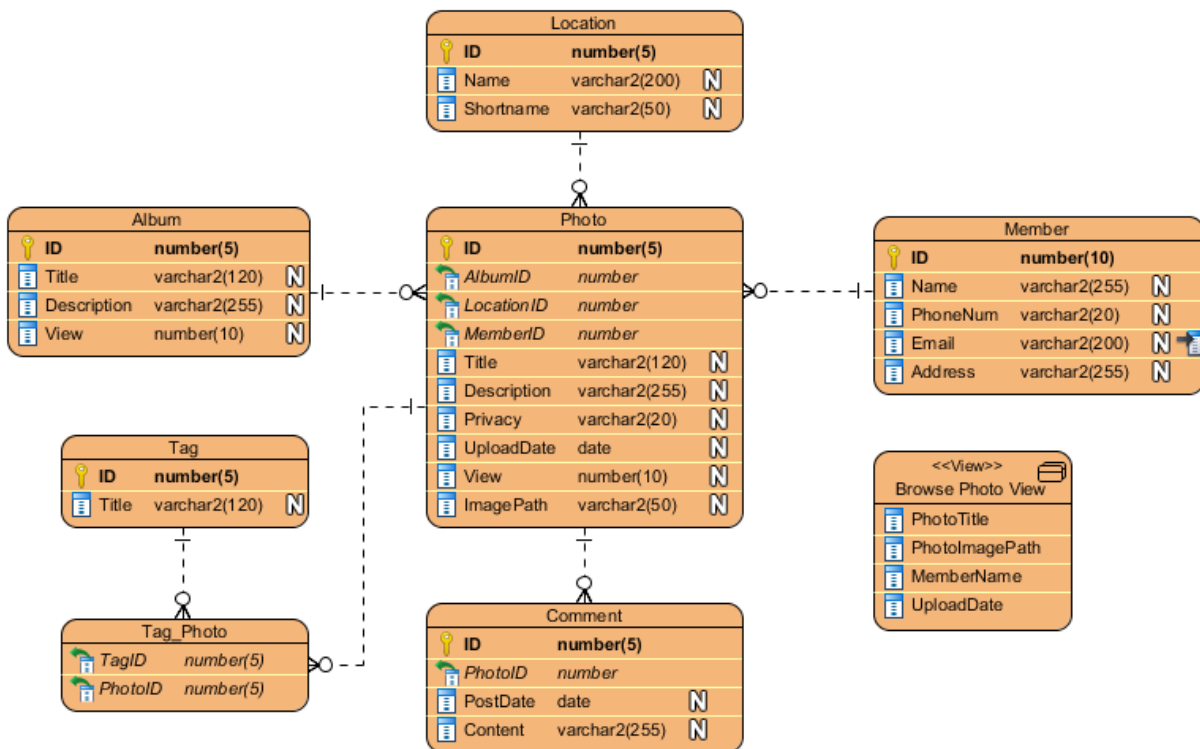 Location
ID number(5)
Name varchar2(200) N
Shortname varchar2(50) N
Album
ID number(5)
Title varchar2(120) N
Description varchar2(255) N
View number(10) N
Photo
ID number(5)
AlbumID number
LocationID number
MemberID number
Title varchar2(120) N
Description varchar2(255) N
Privacy varchar2(20) N
UploadDate date N
View number(10) N
ImagePath varchar2(50) N
Member
ID number(10)
Name varchar2(255) N
PhoneNum varchar2(20) N
Email varchar2(200) N
Address varchar2(255) N
Tag
ID number(5)
Title varchar2(120) N
<<View>>
Browse Photo View
PhotoTitle
PhotoImagePath
MemberName
UploadDate
Tag_Photo
TagID number(5)
PhotoID number(5)
Comment
ID number(5)
PhotoID number
PostDate date N
Content varchar2(255) N